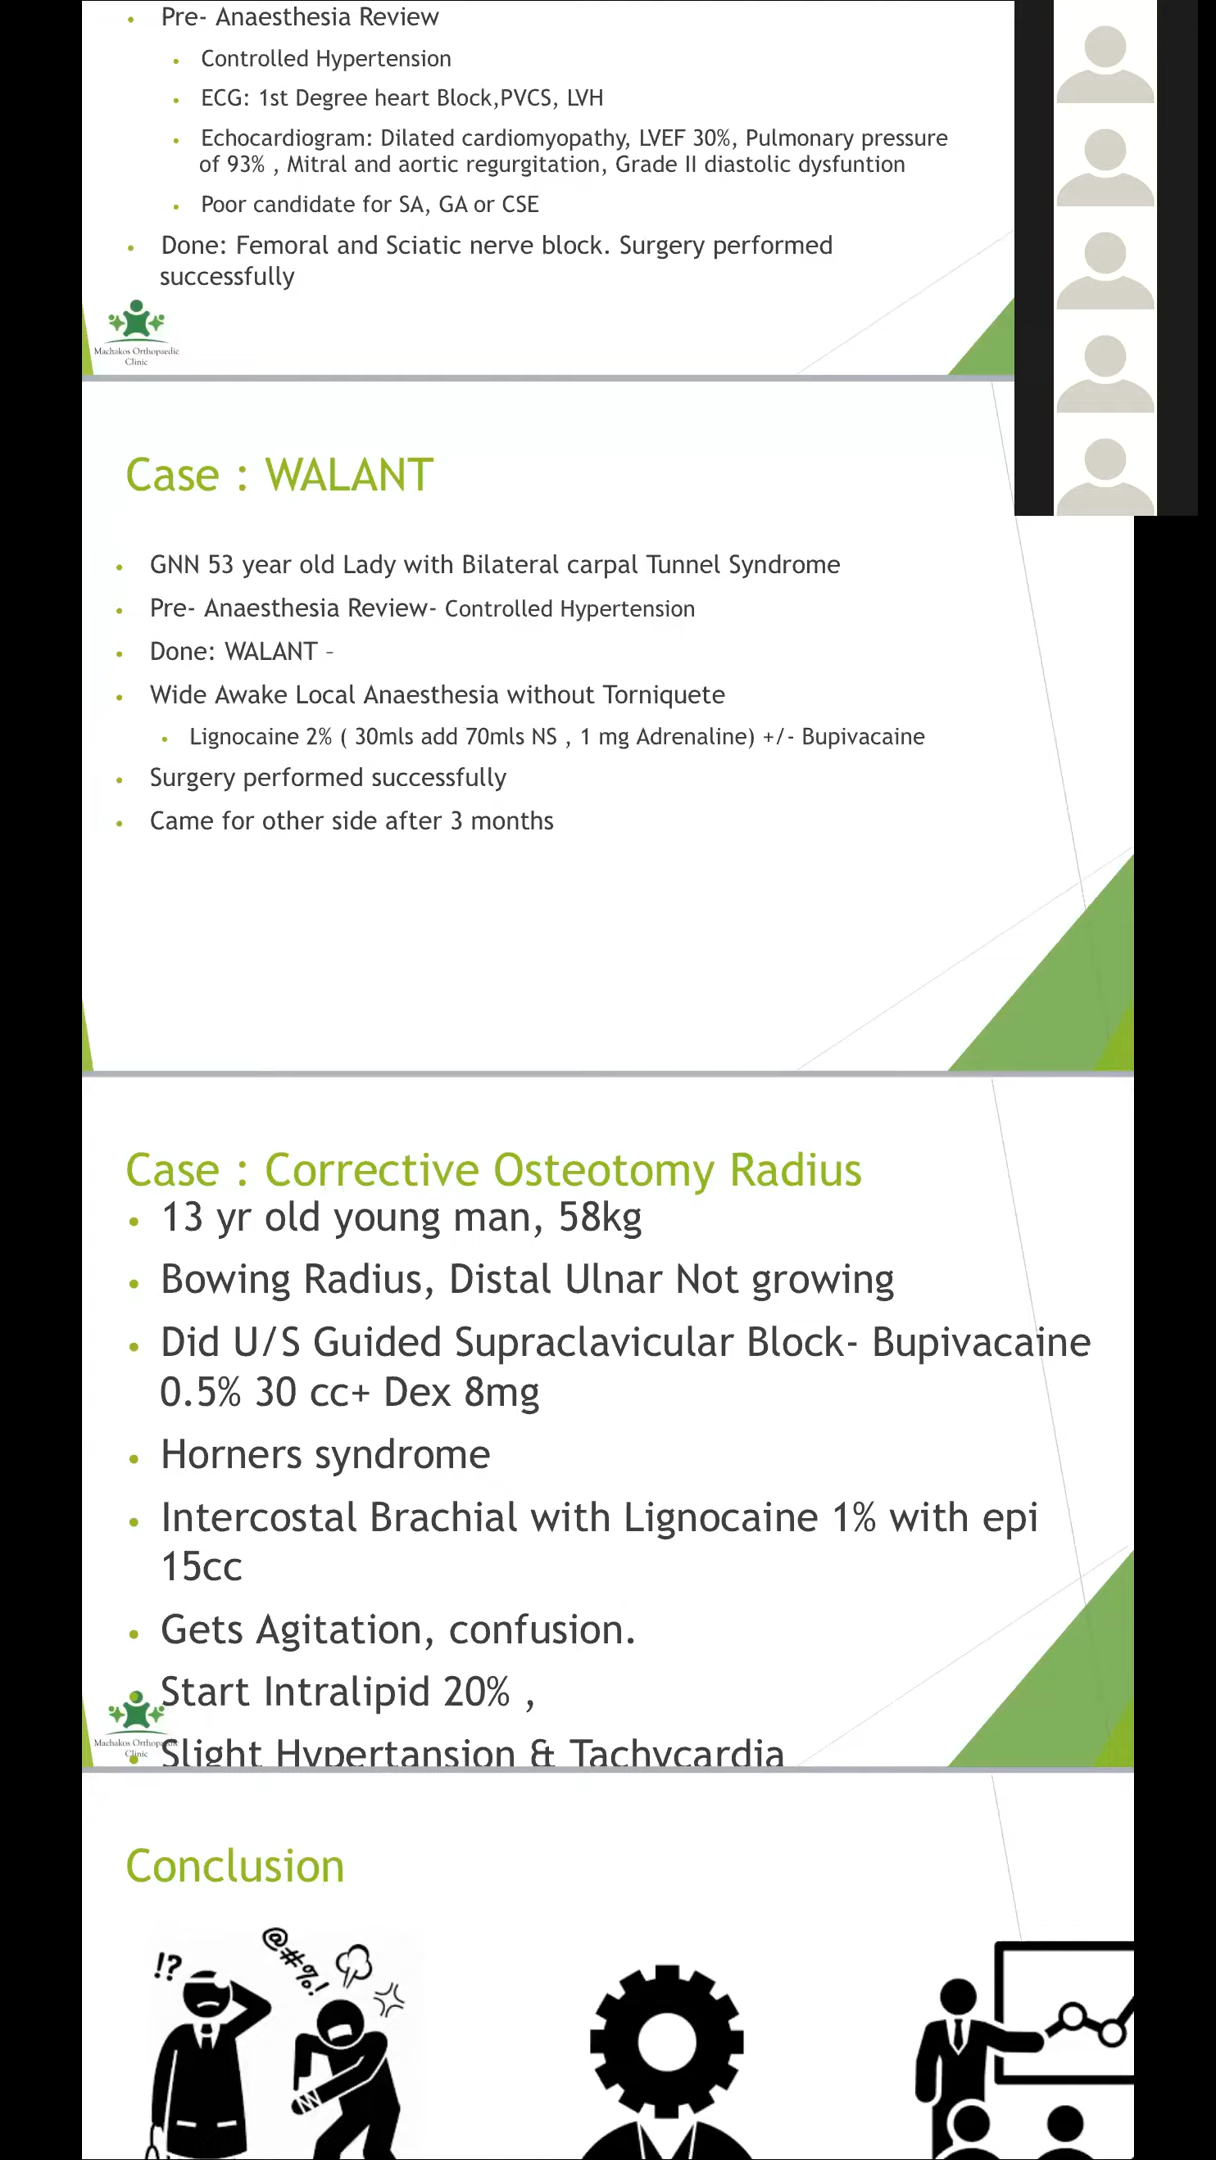 • Pre- Anaesthesia Review
• Controlled Hypertension
• ECG: 1st Degree heart Block,PVCS, LVH
• Echocardiogram: Dilated cardiomyopathy, LVEF 30%, Pulmonary pressure
of 93% , Mitral and aortic regurgitation, Grade II diastolic dysfuntion
• Poor candidate for SA, GA or CSE
• Done: Femoral and Sciatic nerve block. Surgery performed
successfully
Machakos Orthopaedic
Clinic
Case : WALANT
• GNN 53 year old Lady with Bilateral carpal Tunnel Syndrome
• Pre- Anaesthesia Review- Controlled Hypertension
• Done: WALANT –
• Wide Awake Local Anaesthesia without Torniquete
• Lignocaine 2% ( 30mls add 70mls NS , 1 mg Adrenaline) +/- Bupivacaine
• Surgery performed successfully
• Came for other side after 3 months
Case : Corrective Osteotomy Radius
• 13 yr old young man, 58kg
• Bowing Radius, Distal Ulnar Not growing
• Did U/S Guided Supraclavicular Block- Bupivacaine
0.5% 30 cc+ Dex 8mg
• Horners syndrome
• Intercostal Brachial with Lignocaine 1% with epi
15cc
• Gets Agitation, confusion.
Start Intralipid 20% ,
• Slight Hypertansion & Tachycardia
Machakos Orthopaedic
Clinic
Conclusion
!?
@#%!